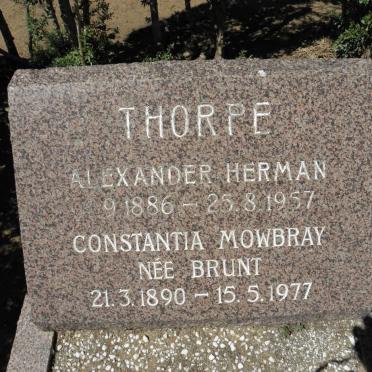 THORPE
ALEXANDER HERMAN
9.1886 – 25.8.1957
CONSTANTIA MOWBRAY
NÉE BRUNT
21.3.1890 – 15.5.1977